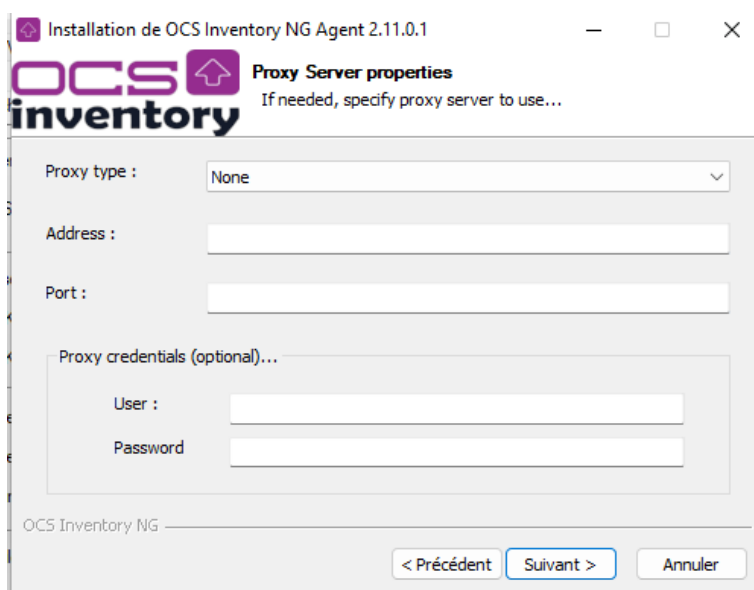 Installation de OCS Inventory NG Agent 2.11.0.1
OCS inventory
Proxy Server properties
If needed, specify proxy server to use...
Proxy type :
None
Address :
Port :
Proxy credentials (optional)...
User :
Password
OCS Inventory NG
< Précédent
Suivant >
Annuler